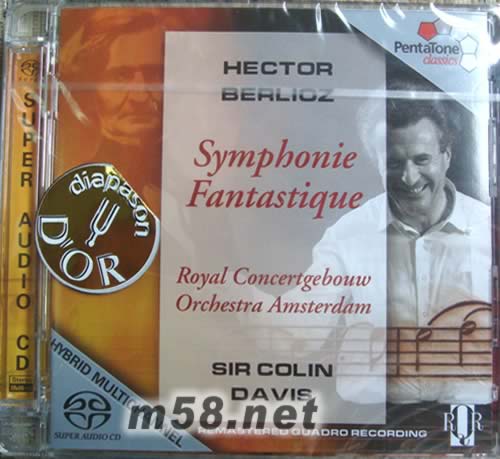 PentaTone
classics
HECTOR
BERLIOZ
Symphonie
Fantastique
Royal Concertgebouw
Orchestra Amsterdam
SIR COLIN
DAVIS
REMASTERED QUADRO RECORDING
RQR
diapason
D'OR
SUPER AUDIO CD
SUPER AUDIO CD
HYBRID
m58.net